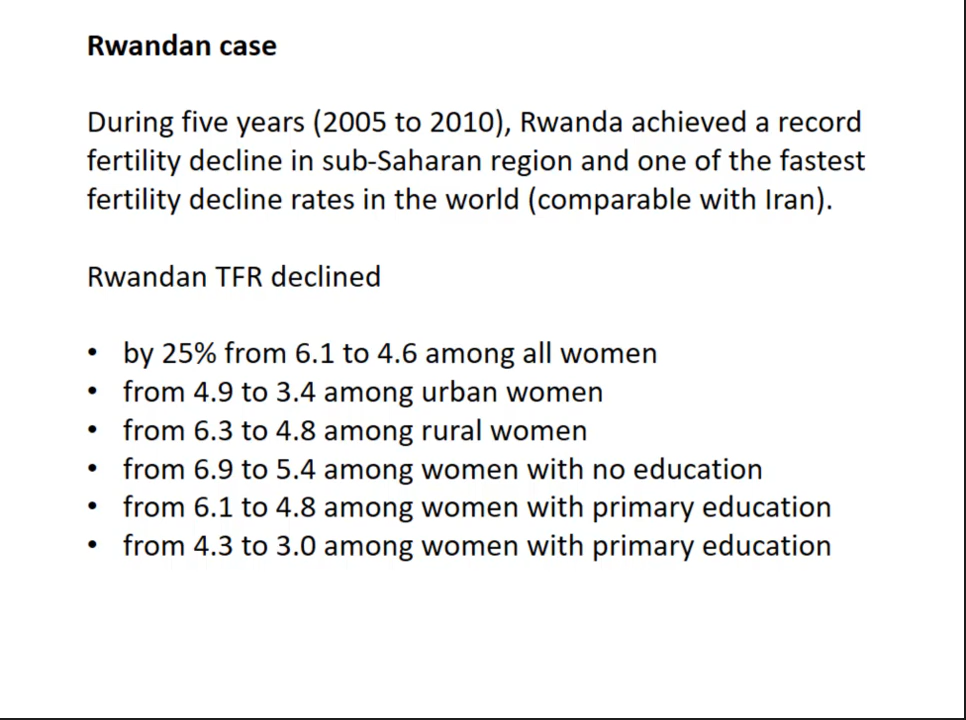 Rwandan case
During five years (2005 to 2010), Rwanda achieved a record
fertility decline in sub-Saharan region and one of the fastest
fertility decline rates in the world (comparable with Iran).
Rwandan TFR declined
• by 25% from 6.1 to 4.6 among all women
• from 4.9 to 3.4 among urban women
• from 6.3 to 4.8 among rural women
• from 6.9 to 5.4 among women with no education
• from 6.1 to 4.8 among women with primary education
• from 4.3 to 3.0 among women with primary education